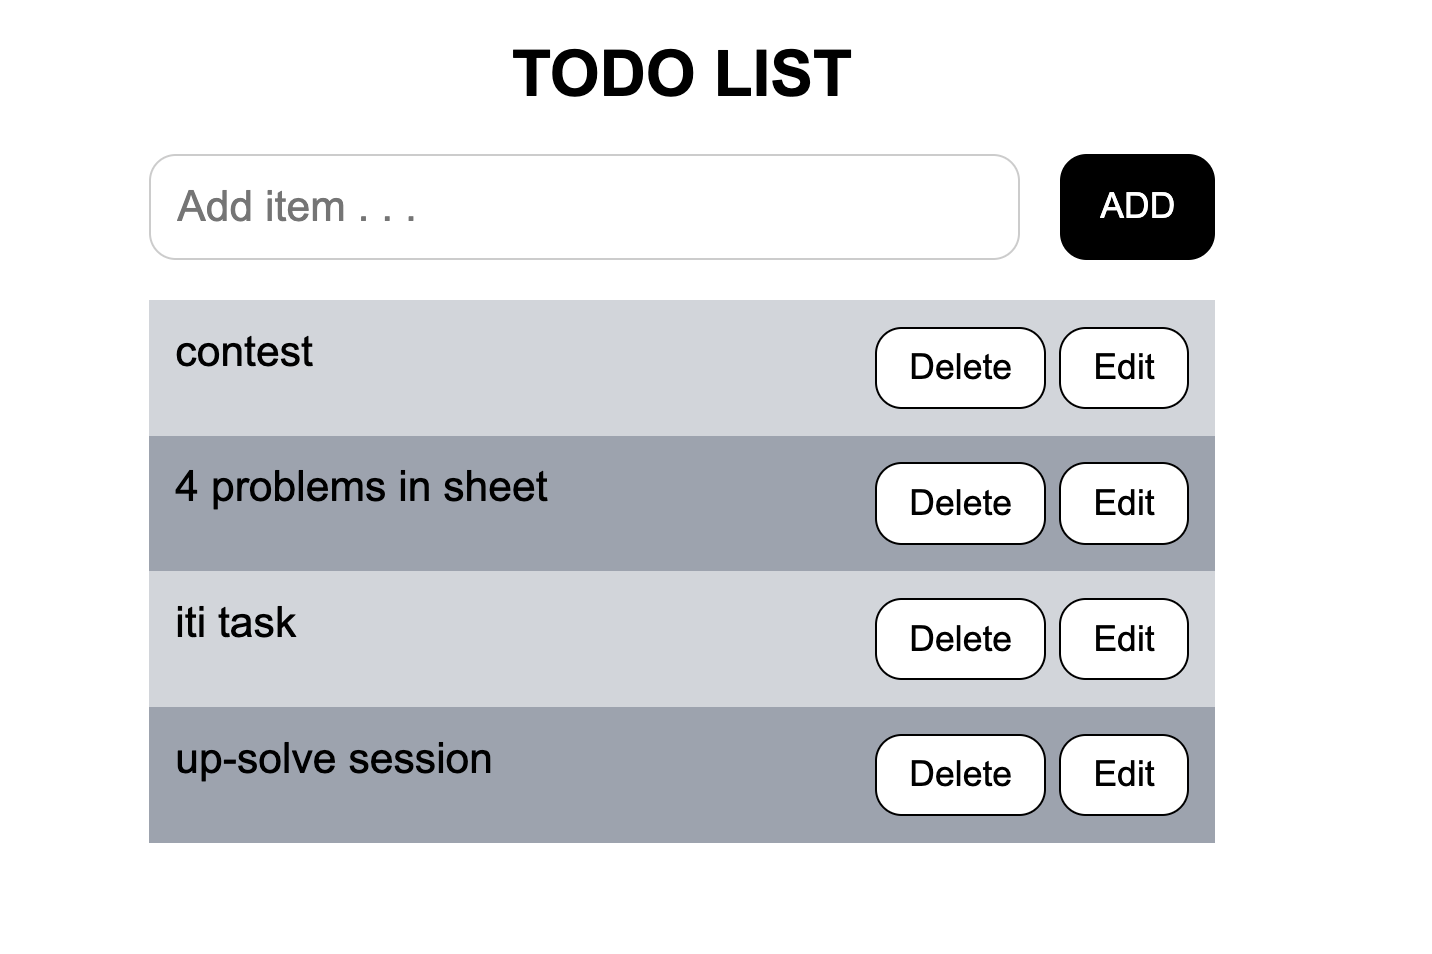 TODO LIST
Add item . . .
ADD
contest
Delete
Edit
4 problems in sheet
Delete
Edit
iti task
Delete
Edit
up-solve session
Delete
Edit